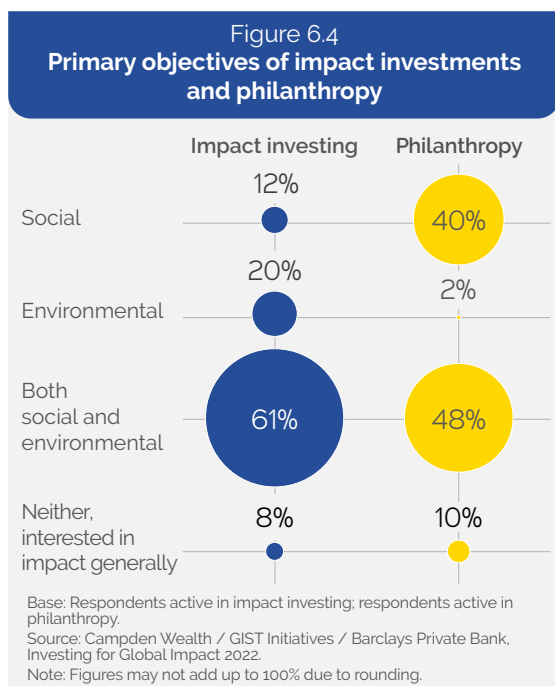 Figure 6.4
Primary objectives of impact investments
and philanthropy
Impact investing Philanthropy
12%
Social 40%
20%
2%
Environmental
Both
social and
environmental
61% 48%
Neither,
interested in
impact generally
8% 10%
Base: Respondents active in impact investing; respondents active in
philanthropy.
Source: Campden Wealth / GIST Initiatives / Barclays Private Bank,
Investing for Global Impact 2022.
Note: Figures may not add up to 100% due to rounding.